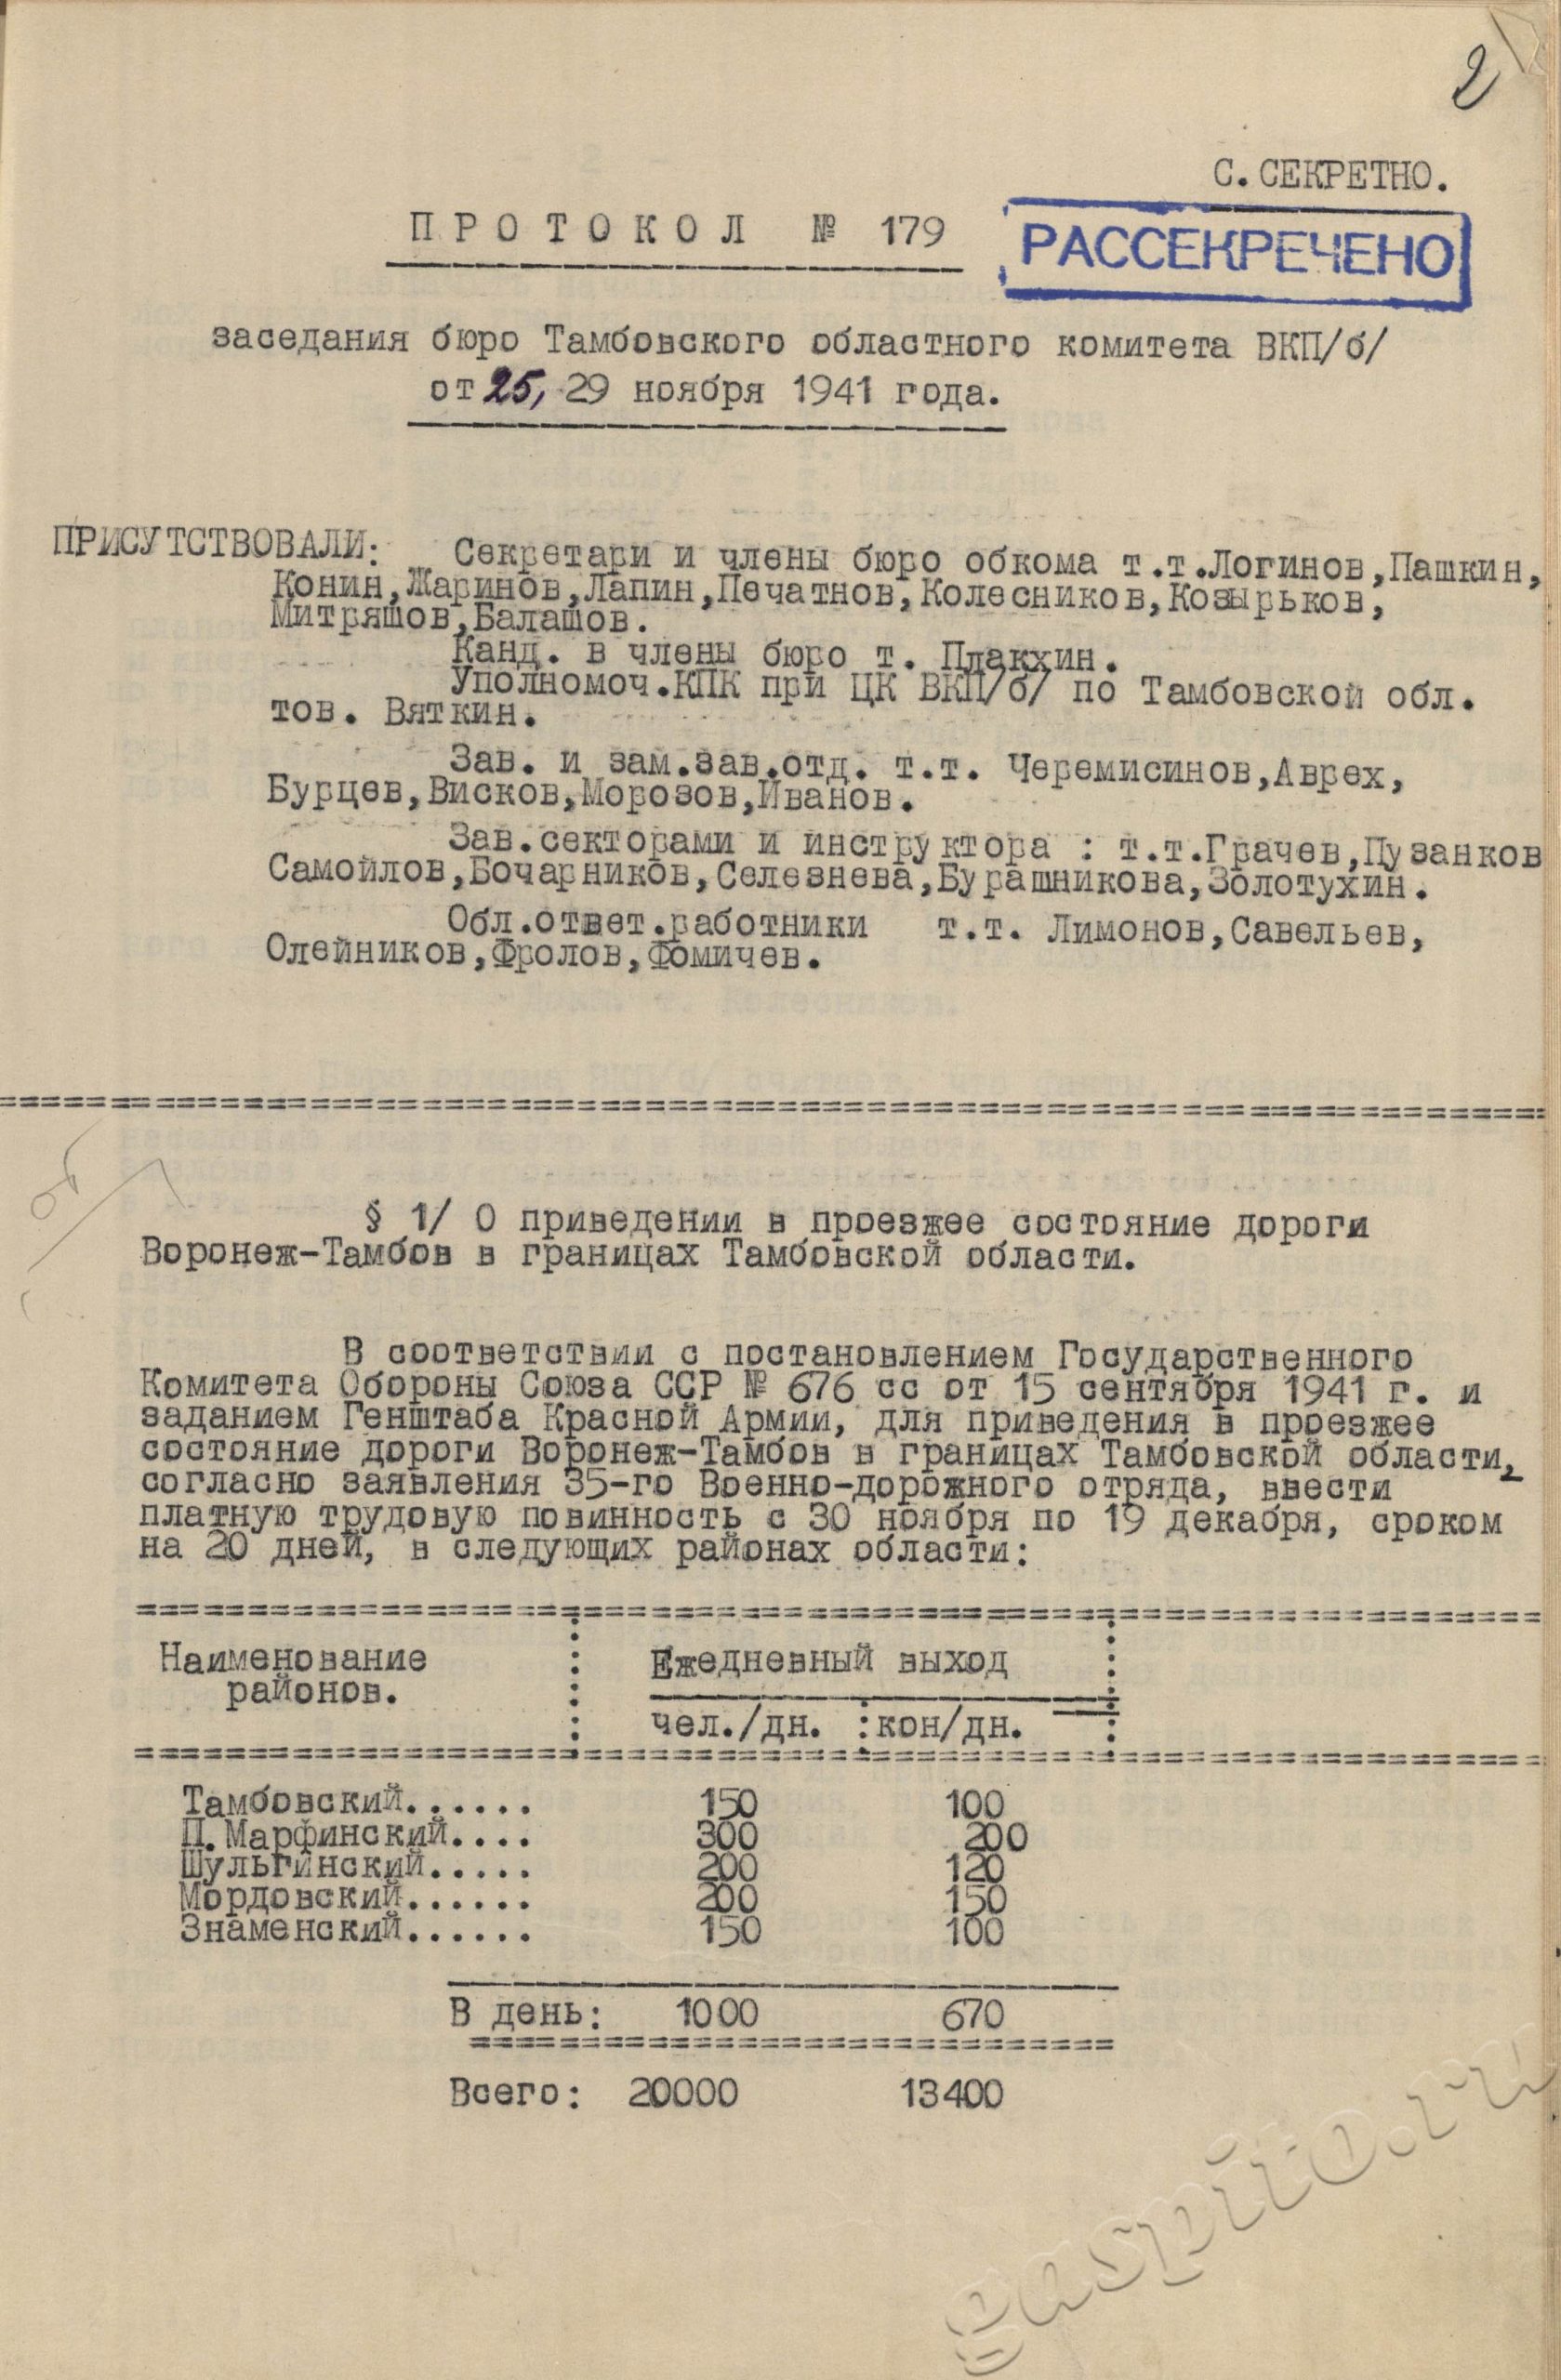 2
С.СЕКРЕТНО.
ПРОТОКОЛ № 179
РАССЕКРЕЧЕНО
заседания бюро Тамбовского областного комитета ВКП/б/
от 25, 29 ноября 1941 года.
ПРИСУТСТВОВАЛИ: Секретари и члены бюро обкома т.т.Логинов,Пашкин,
Конин,Жаринов,Лапин,Печатнов,Колесников,Козырьков,
Митряшов,Балашов.
Канд. в члены бюро т. Плакхин.
Уполномоч.КПК при ЦК ВКП/б/ по Тамбовской обл.
тов. Вяткин.
Зав. и зам.зав.отд. т.т. Черемисинов,Аврех,
Бурцев,Висков,Морозов,Иванов.
Зав.секторами и инструктора : т.т.Грачев,Пузанков
Самойлов,Бочарников,Селезнева,Бурашникова,Золотухин.
Обл.ответ.работники т.т. Лимонов,Савельев,
Олейников,Фролов,Фомичев.
§ 1/ О приведении в проезжее состояние дороги
Воронеж-Тамбов в границах Тамбовской области.
В соответствии с постановлением Государственного
Комитета Обороны Союза ССР № 676 сс от 15 сентября 1941 г. и
заданием Генштаба Красной Армии, для приведения в проезжее
состояние дороги Воронеж-Тамбов в границах Тамбовской области,
согласно заявления 35-го Военно-дорожного отряда, ввести
платную трудовую повинность с 30 ноября по 19 декабря, сроком
на 20 дней, в следующих районах области:
Наименование районов. Ежедневный выход
чел./дн. :кон/дн.
Тамбовский...... 150 100
П.Марфинский.... 300 200
Шульгинский..... 200 120
Мордовский...... 200 150
Знаменский...... 150 100
В день: 1000 670
Всего: 20000 13400
gaspito.ru